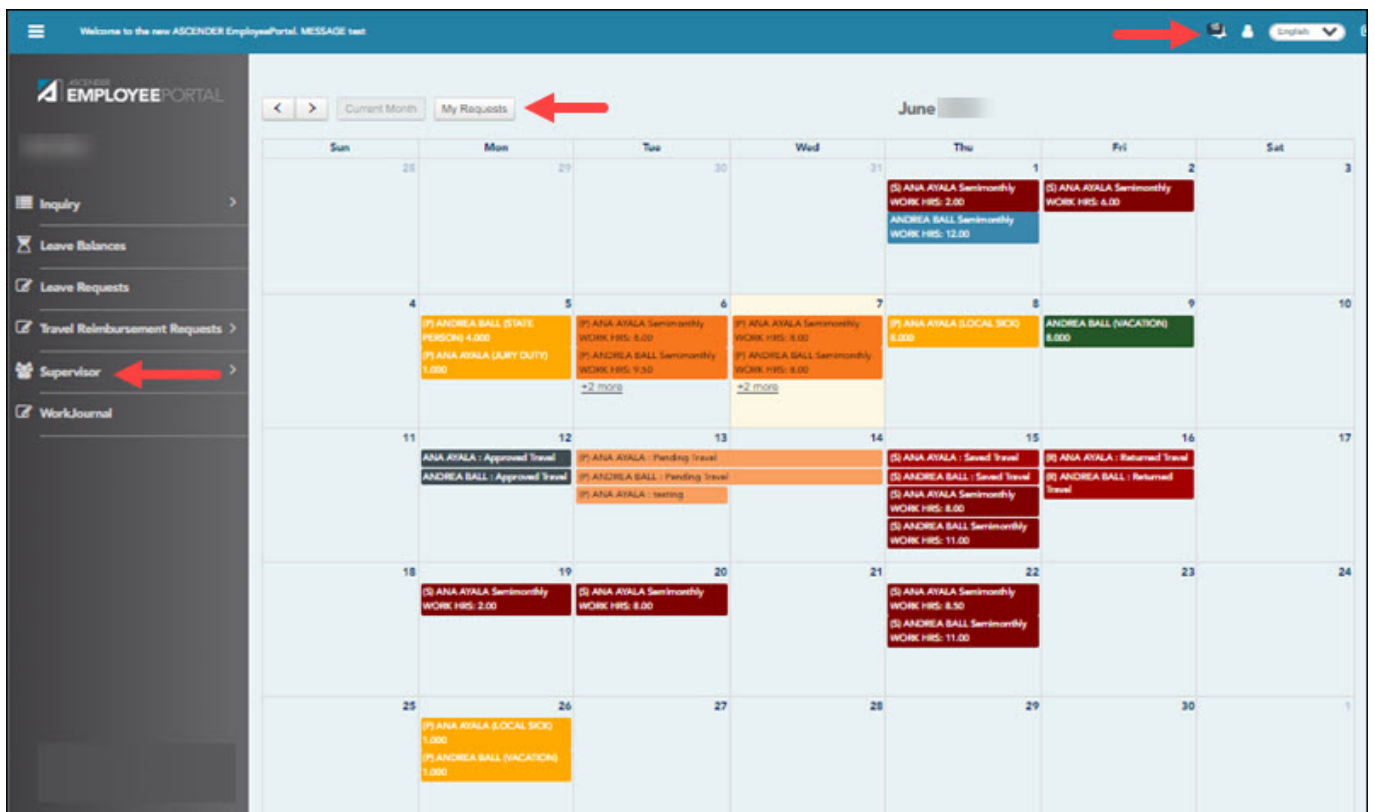 Welcome to the new ASCENDER EmployeePortal. MESSAGE test
English
ASCENDER
EMPLOYEEPORTAL
Inquiry
Leave Balances
Leave Requests
Travel Reimbursement Requests
Supervisor
WorkJournal
Current Month
My Requests
June
Sun Mon Tue Wed Thu Fri Sat
28 29 30 31 1 2 3
(S) ANA AYALA Semimonthly
WORK HRS: 2.00
ANDREA BALL Semimonthly
WORK HRS: 12.00
(S) ANA AYALA Semimonthly
WORK HRS: 6.00
4 5 6 7 8 9 10
(P) ANDREA BALL (STATE
PERSON) 4.000
(P) ANA AYALA (JURY DUTY)
1.000
(P) ANA AYALA Semimonthly
WORK HRS: 8.00
(P) ANDREA BALL Semimonthly
WORK HRS: 9.50
+2 more
(P) ANA AYALA Semimonthly
WORK HRS: 8.00
(P) ANDREA BALL Semimonthly
WORK HRS: 8.00
+2 more
(P) ANA AYALA (LOCAL SICK)
8.000
ANDREA BALL (VACATION)
8.000
11 12 13 14 15 16 17
ANA AYALA : Approved Travel
ANDREA BALL : Approved Travel
(P) ANA AYALA : Pending Travel
(P) ANDREA BALL : Pending Travel
(P) ANA AYALA : testing
(S) ANA AYALA : Saved Travel
(S) ANDREA BALL : Saved Travel
(S) ANA AYALA Semimonthly
WORK HRS: 8.00
(S) ANDREA BALL Semimonthly
WORK HRS: 11.00
(R) ANA AYALA : Returned Travel
(R) ANDREA BALL : Returned
Travel
18 19 20 21 22 23 24
(S) ANA AYALA Semimonthly
WORK HRS: 2.00
(S) ANA AYALA Semimonthly
WORK HRS: 8.00
(S) ANA AYALA Semimonthly
WORK HRS: 8.50
(S) ANDREA BALL Semimonthly
WORK HRS: 11.00
25 26 27 28 29 30 1
(P) ANA AYALA (LOCAL SICK)
1.000
(P) ANDREA BALL (VACATION)
1.000